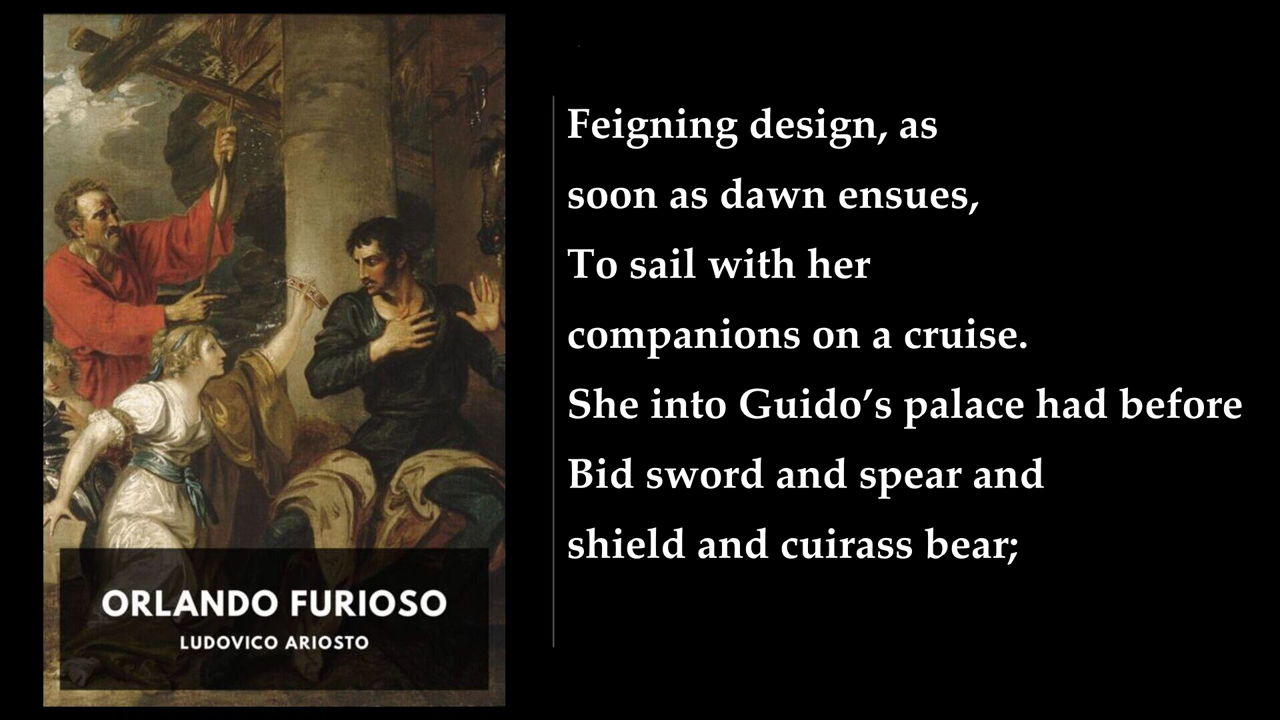 ORLANDO FURIOSO
LUDOVICO ARIOSTO
Feigning design, as
soon as dawn ensues,
To sail with her
companions on a cruise.
She into Guido’s palace had before
Bid sword and spear and
shield and cuirass bear;